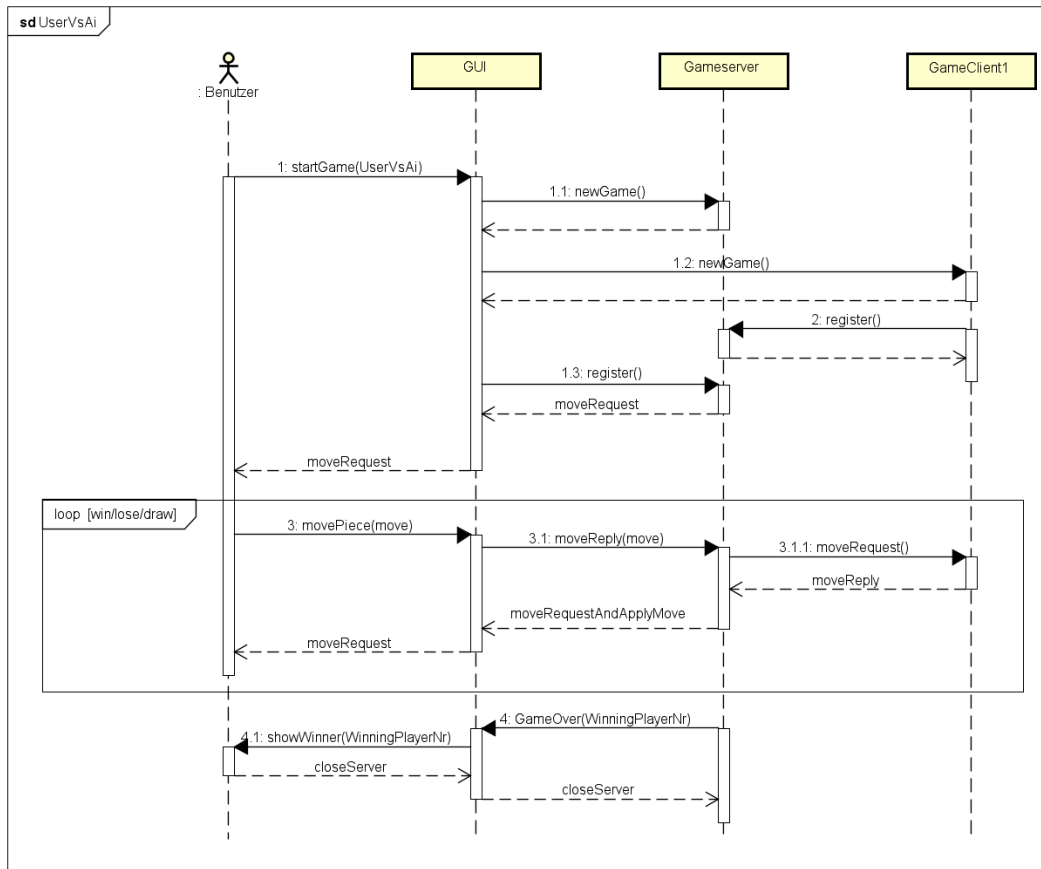 sd UserVsAi
: Benutzer
GUI
Gameserver
GameClient1
1: startGame(UserVsAi)
1.1: newGame()
1.2: newGame()
2: register()
1.3: register()
moveRequest
moveRequest
loop [win/lose/draw]
3: movePiece(move)
3.1: moveReply(move)
3.1.1: moveRequest()
moveReply
moveRequestAndApplyMove
moveRequest
4: GameOver(WinningPlayerNr)
4.1: showWinner(WinningPlayerNr)
closeServer
closeServer